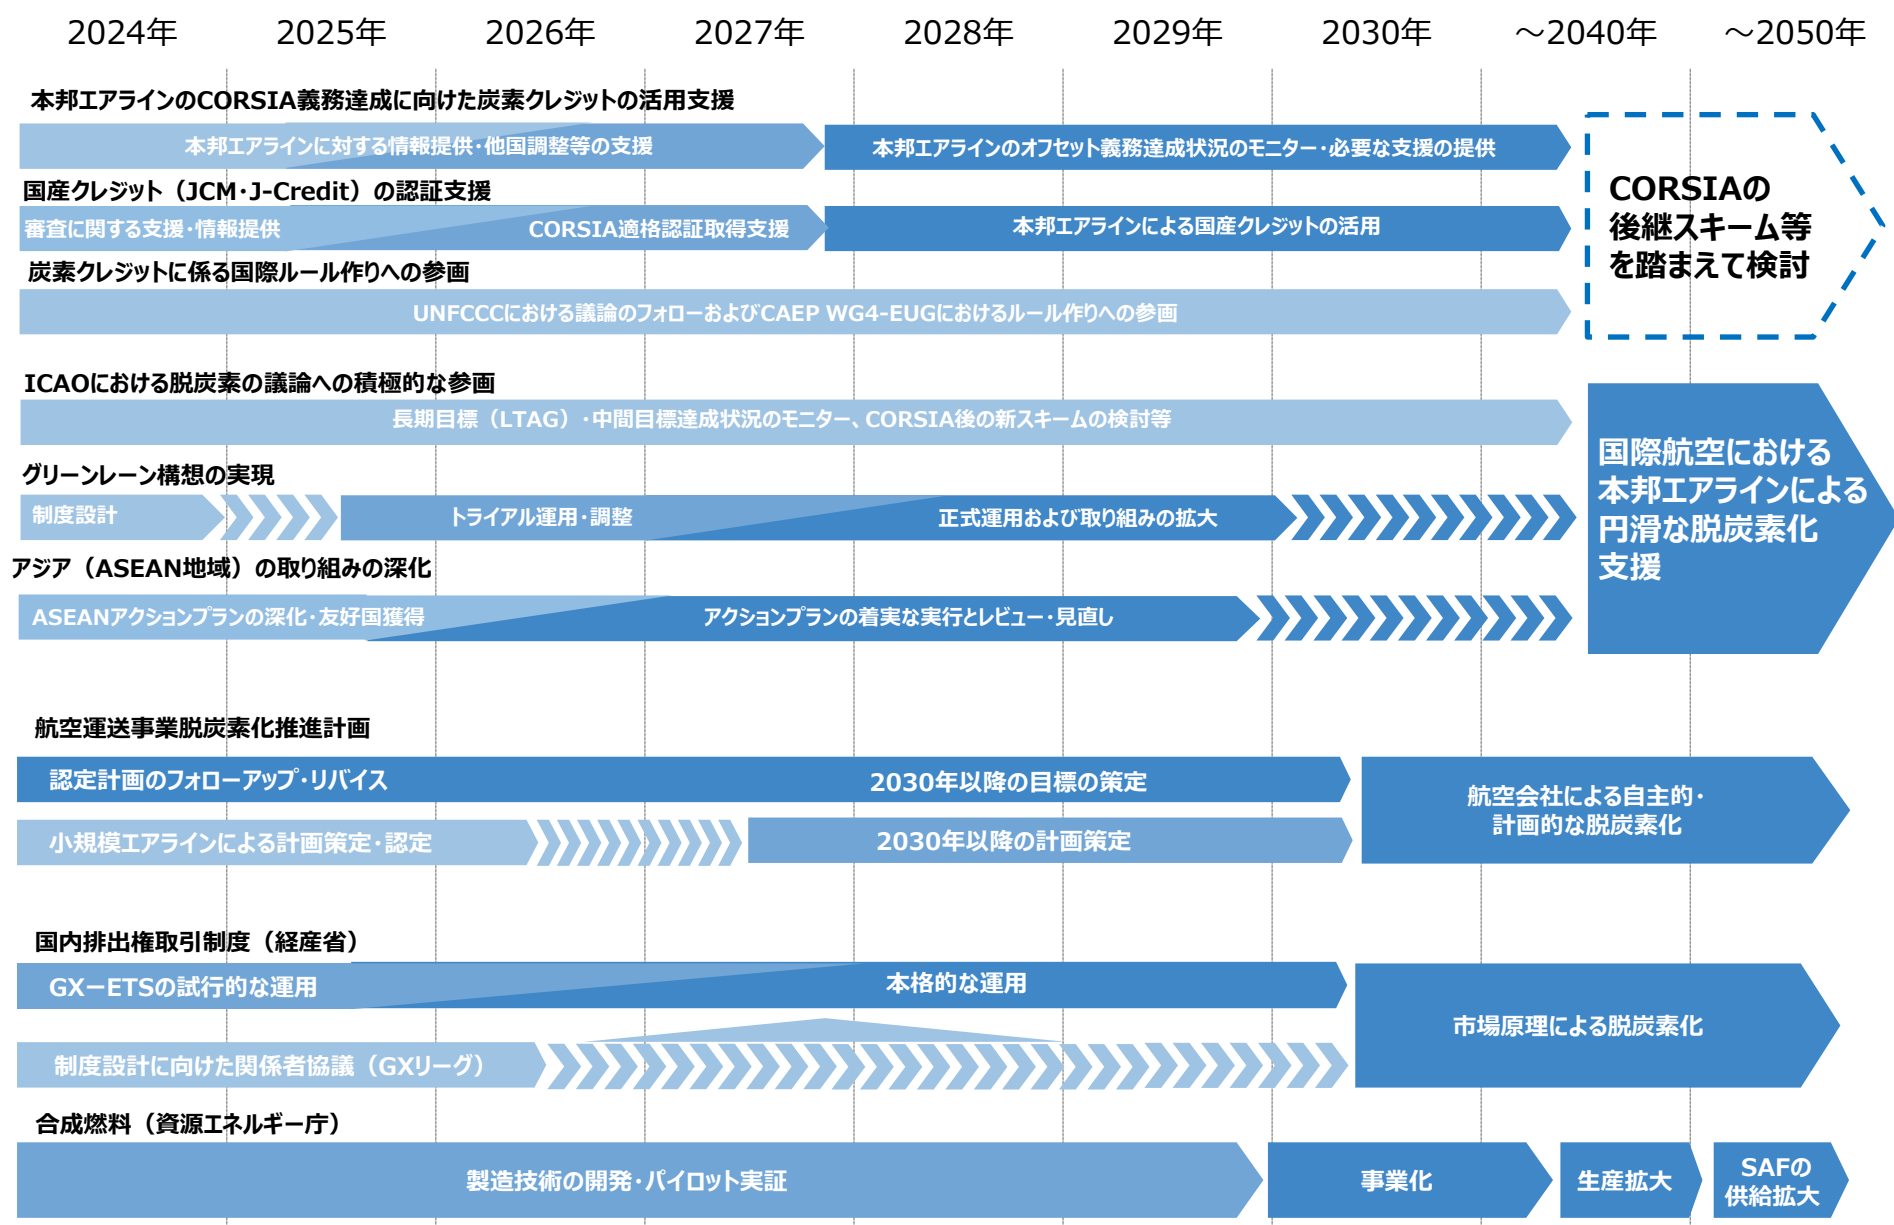 2024年 2025年 2026年 2027年 2028年 2029年 2030年 ～2040年 ～2050年
本邦エアラインのCORSIA義務達成に向けた炭素クレジットの活用支援
本邦エアラインに対する情報提供・他国調整等の支援
本邦エアラインのオフセット義務達成状況のモニター・必要な支援の提供
国産クレジット（JCM・J-Credit）の認証支援
審査に関する支援・情報提供
CORSIA適格認証取得支援
本邦エアラインによる国産クレジットの活用
炭素クレジットに係る国際ルール作りへの参画
UNFCCCにおける議論のフォローおよびCAEP WG4-EUGにおけるルール作りへの参画
CORSIAの
後継スキーム等
を踏まえて検討
ICAOにおける脱炭素の議論への積極的な参画
長期目標（LTAG）・中間目標達成状況のモニター、CORSIA後の新スキームの検討等
グリーンレーン構想の実現
制度設計
トライアル運用・調整
正式運用および取り組みの拡大
アジア（ASEAN地域）の取り組みの深化
ASEANアクションプランの深化・友好国獲得
アクションプランの着実な実行とレビュー・見直し
国際航空における
本邦エアラインによる
円滑な脱炭素化
支援
航空運送事業脱炭素化推進計画
認定計画のフォローアップ・リバイス
2030年以降の目標の策定
小規模エアラインによる計画策定・認定
2030年以降の計画策定
航空会社による自主的・
計画的な脱炭素化
国内排出権取引制度（経産省）
GX－ETSの試行的な運用
本格的な運用
制度設計に向けた関係者協議（GXリーグ）
市場原理による脱炭素化
合成燃料（資源エネルギー庁）
製造技術の開発・パイロット実証
事業化
生産拡大
SAFの
供給拡大